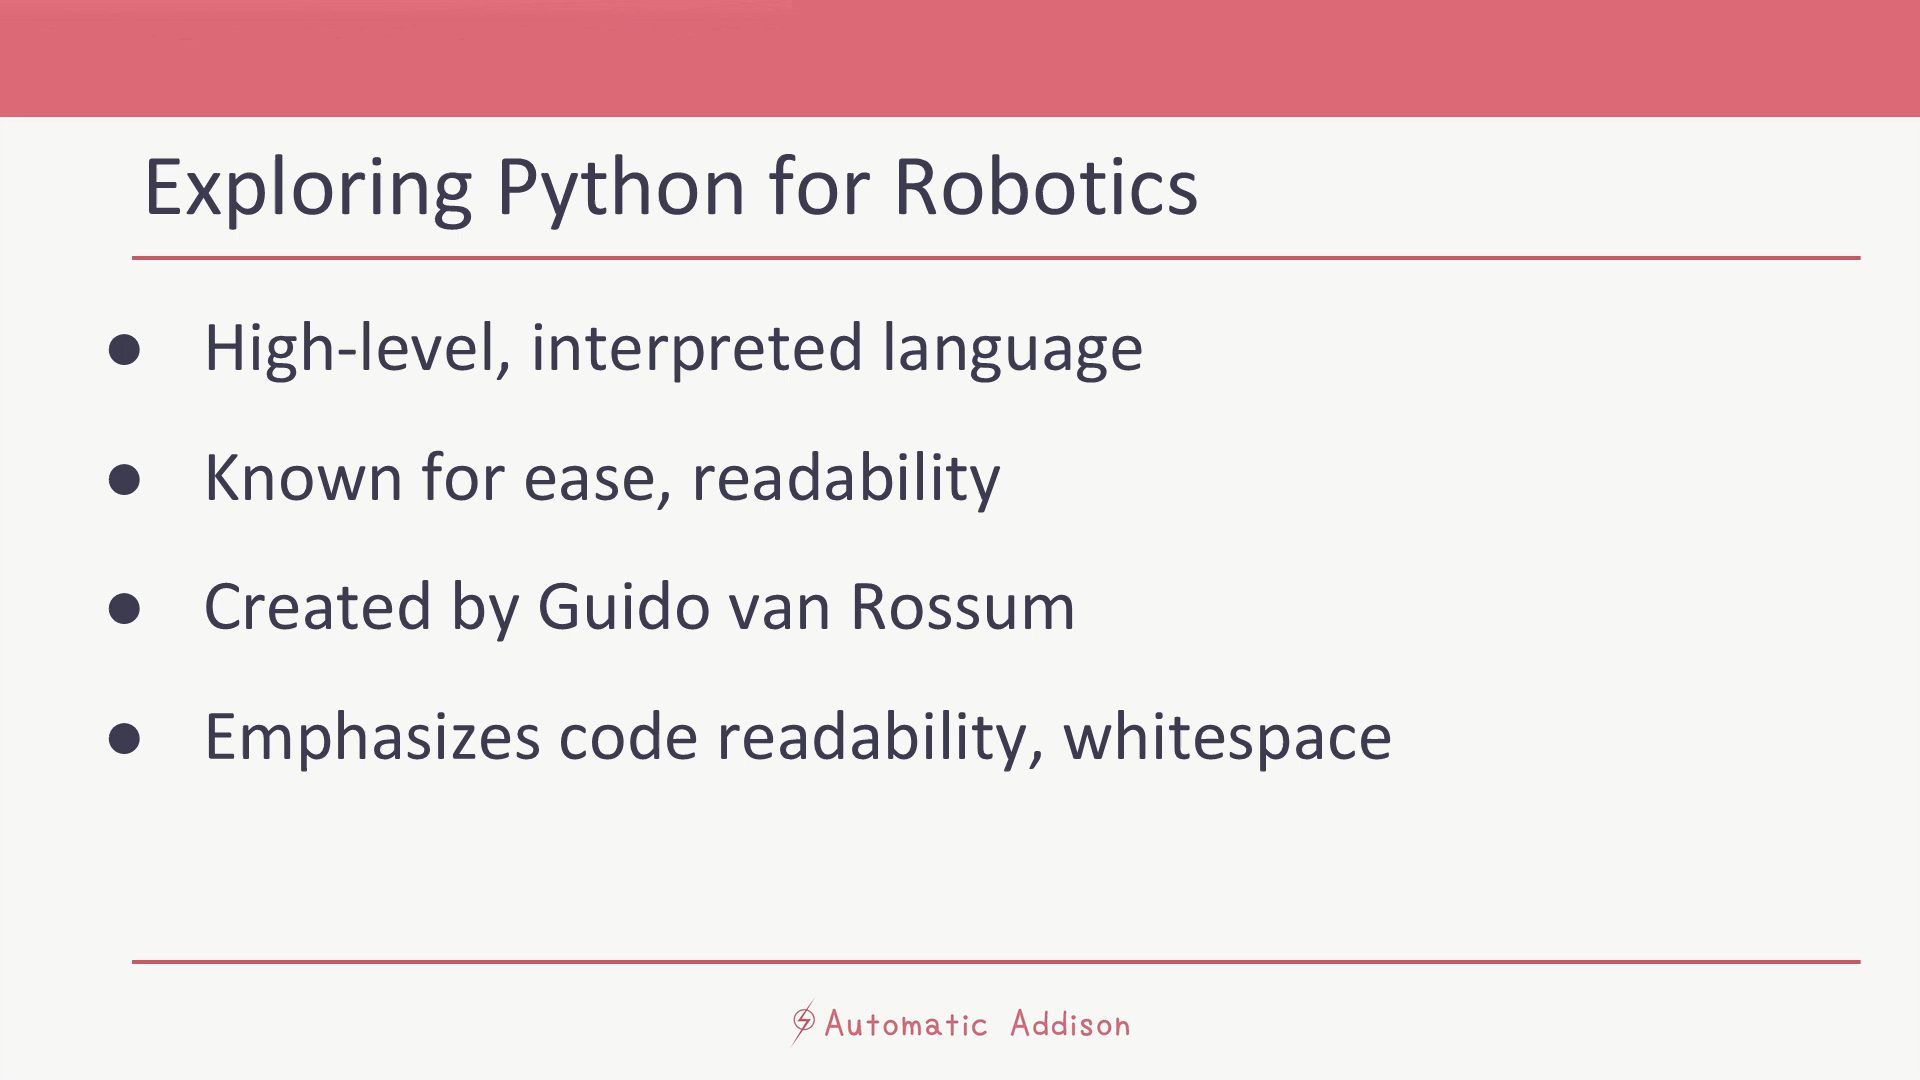 Exploring Python for Robotics
● High-level, interpreted language
● Known for ease, readability
● Created by Guido van Rossum
● Emphasizes code readability, whitespace
Automatic Addison